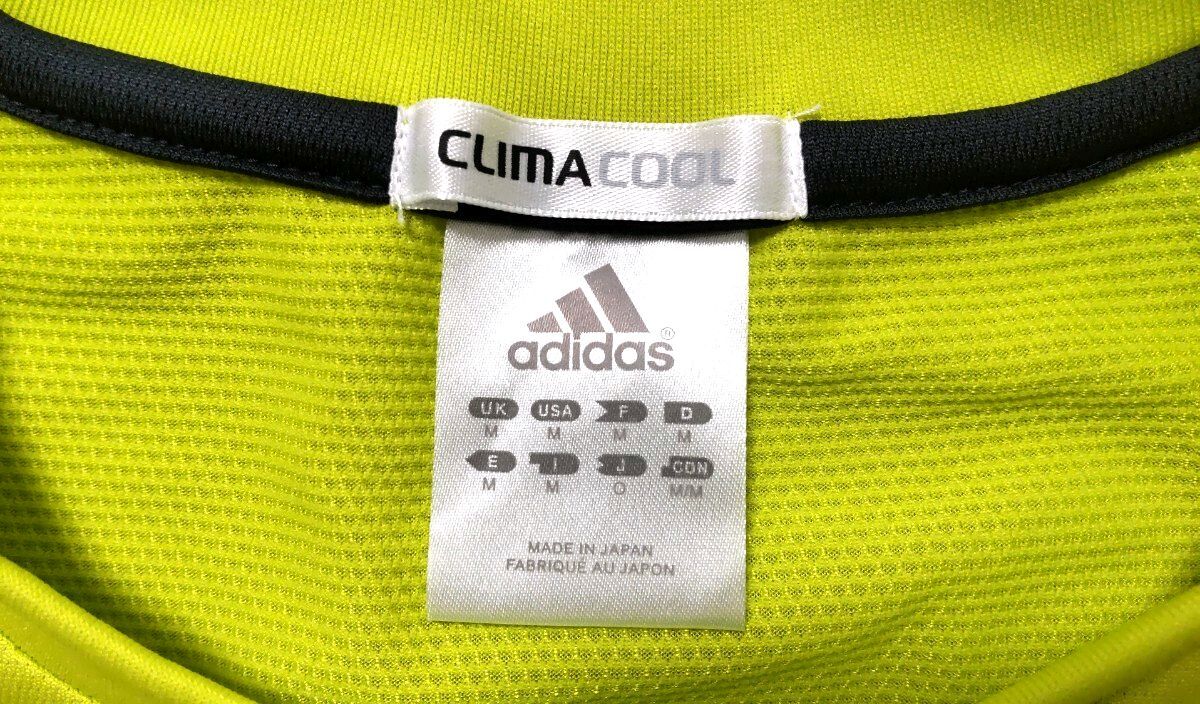 CLIMACOOL
adidas®
UK USA F D
M M M M
E I J CDN
M M O M/M
MADE IN JAPAN
FABRIQUÉ AU JAPON